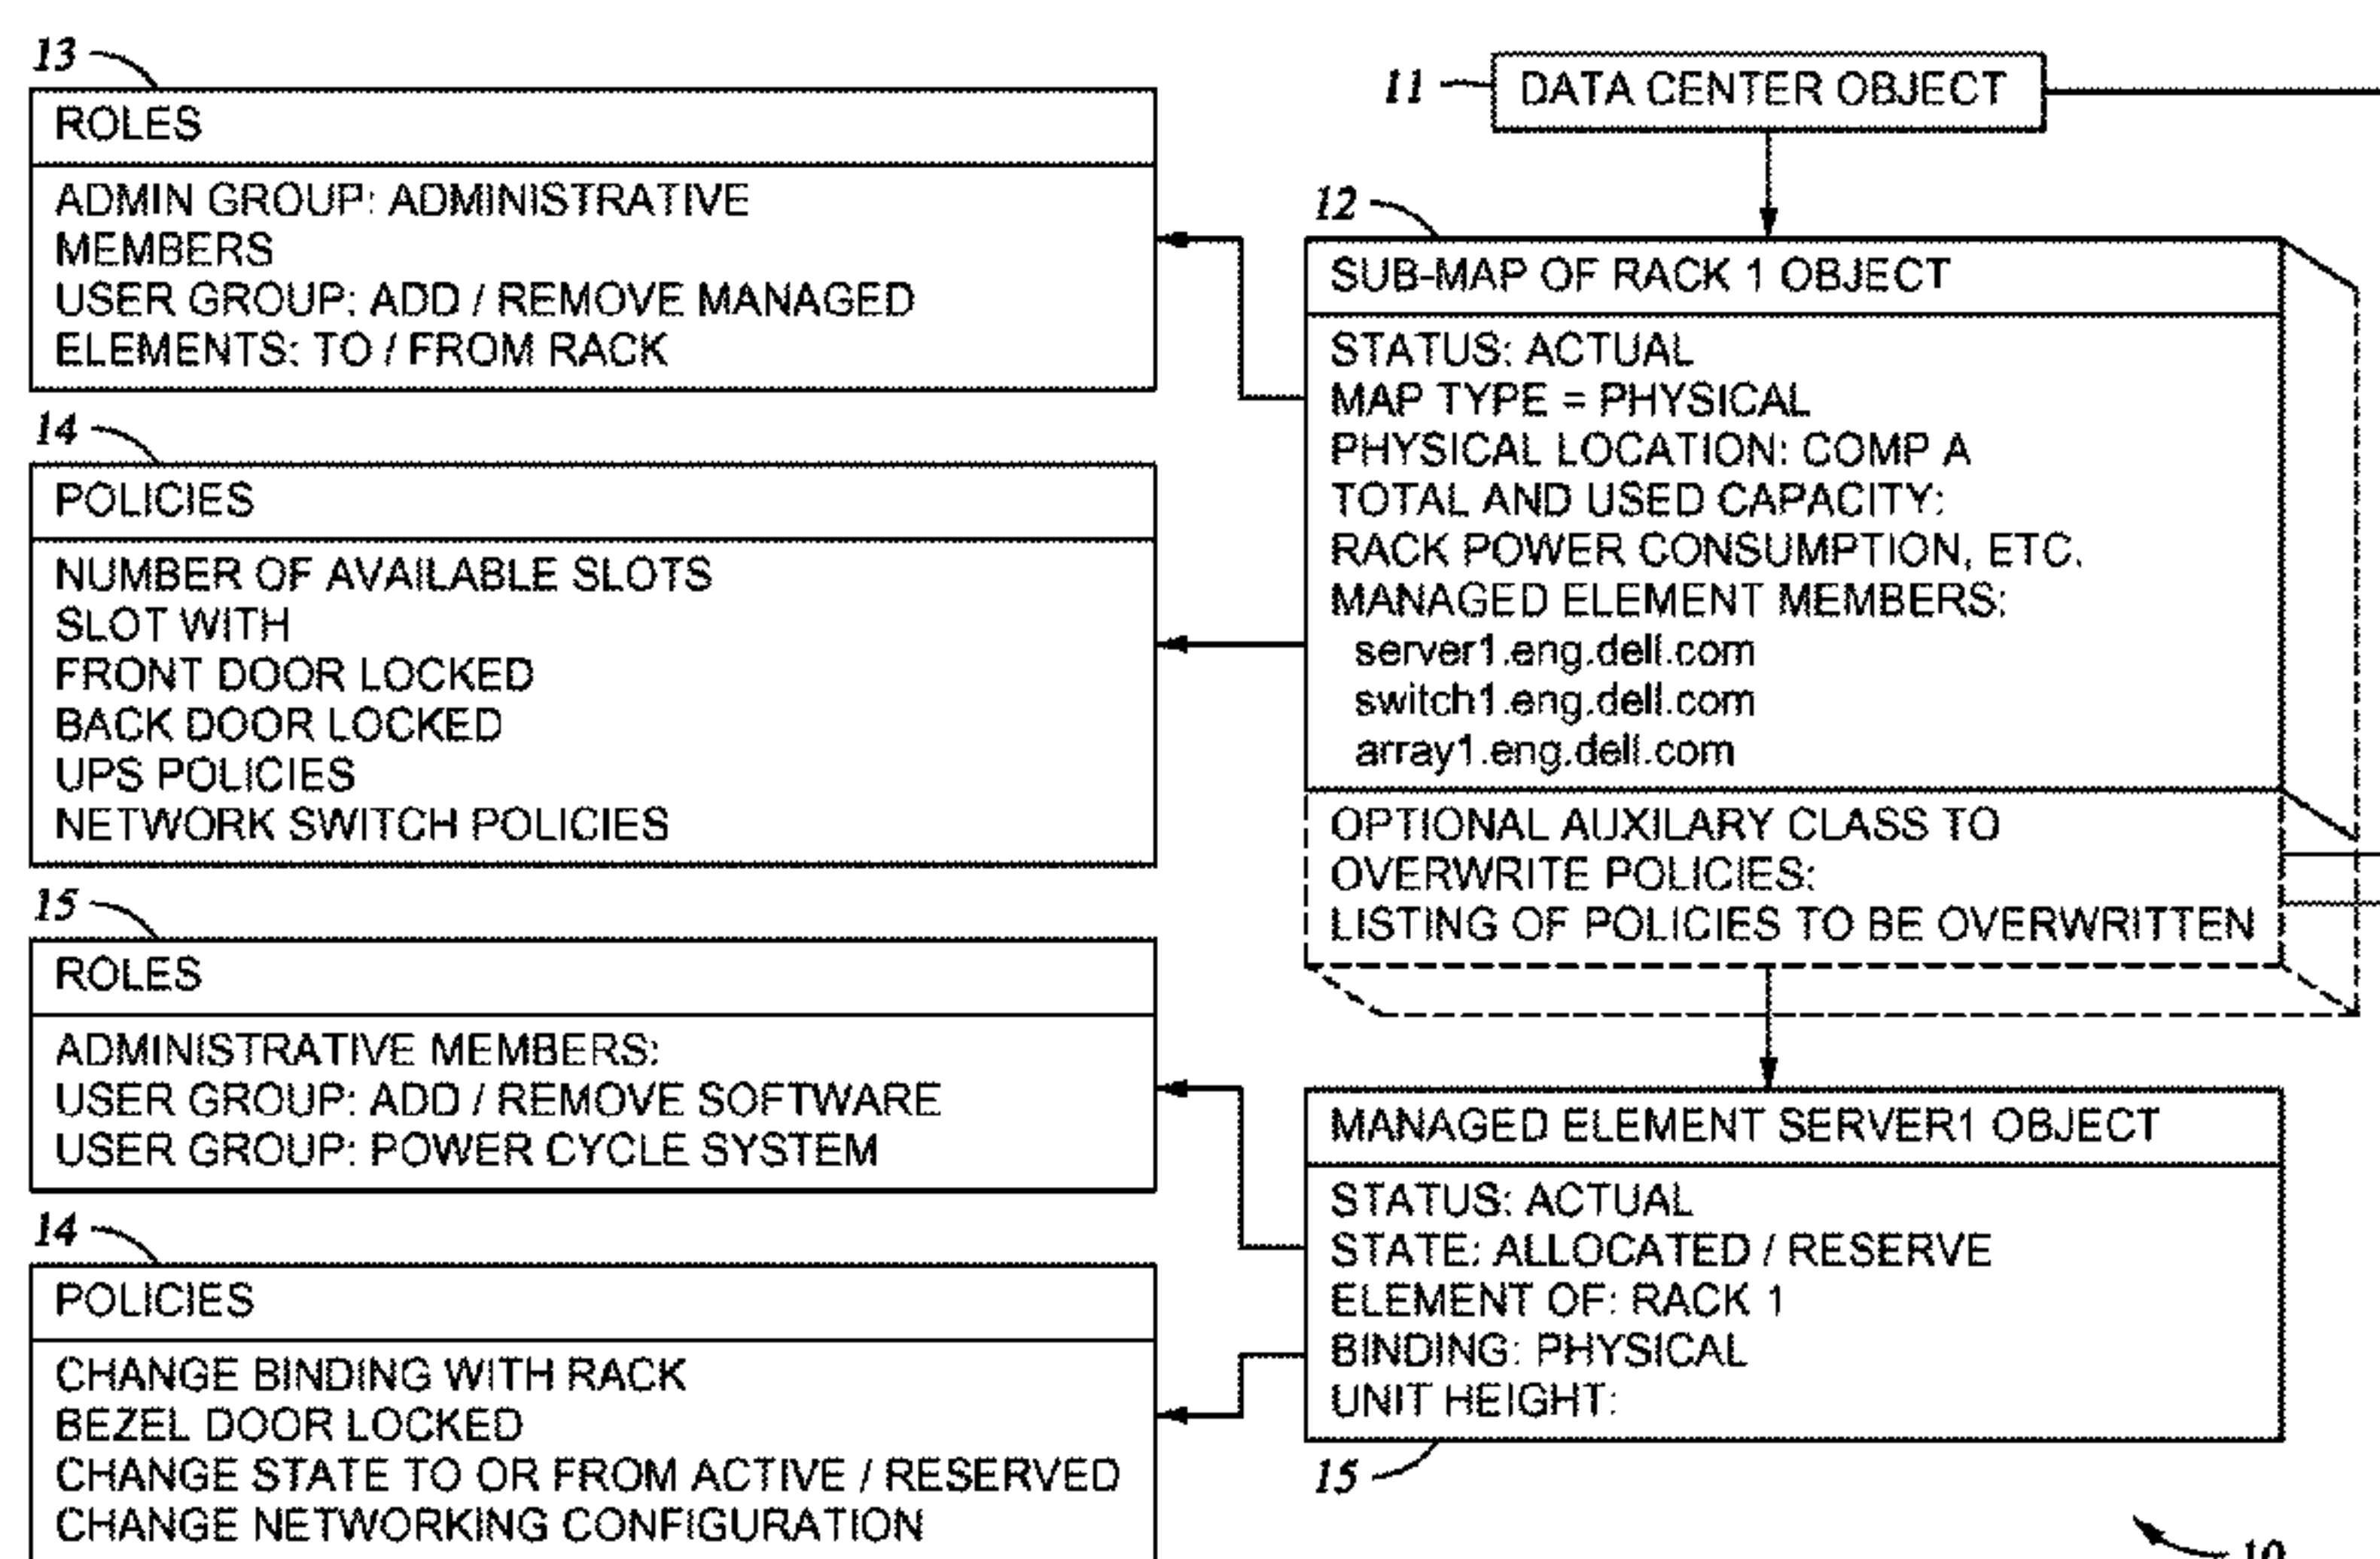 13
ROLES
ADMIN GROUP: ADMINISTRATIVE
MEMBERS
USER GROUP: ADD / REMOVE MANAGED
ELEMENTS: TO / FROM RACK
14
POLICIES
NUMBER OF AVAILABLE SLOTS
SLOT WITH
FRONT DOOR LOCKED
BACK DOOR LOCKED
UPS POLICIES
NETWORK SWITCH POLICIES
15
ROLES
ADMINISTRATIVE MEMBERS:
USER GROUP: ADD / REMOVE SOFTWARE
USER GROUP: POWER CYCLE SYSTEM
14
POLICIES
CHANGE BINDING WITH RACK
BEZEL DOOR LOCKED
CHANGE STATE TO OR FROM ACTIVE / RESERVED
CHANGE NETWORKING CONFIGURATION
11
DATA CENTER OBJECT
12
SUB-MAP OF RACK 1 OBJECT
STATUS: ACTUAL
MAP TYPE = PHYSICAL
PHYSICAL LOCATION: COMP A
TOTAL AND USED CAPACITY:
RACK POWER CONSUMPTION, ETC.
MANAGED ELEMENT MEMBERS:
server1.eng.dell.com
switch1.eng.dell.com
array1.eng.dell.com
OPTIONAL AUXILARY CLASS TO
OVERWRITE POLICIES:
LISTING OF POLICIES TO BE OVERWRITTEN
MANAGED ELEMENT SERVER1 OBJECT
STATUS: ACTUAL
STATE: ALLOCATED / RESERVE
ELEMENT OF: RACK 1
BINDING: PHYSICAL
UNIT HEIGHT:
15
10